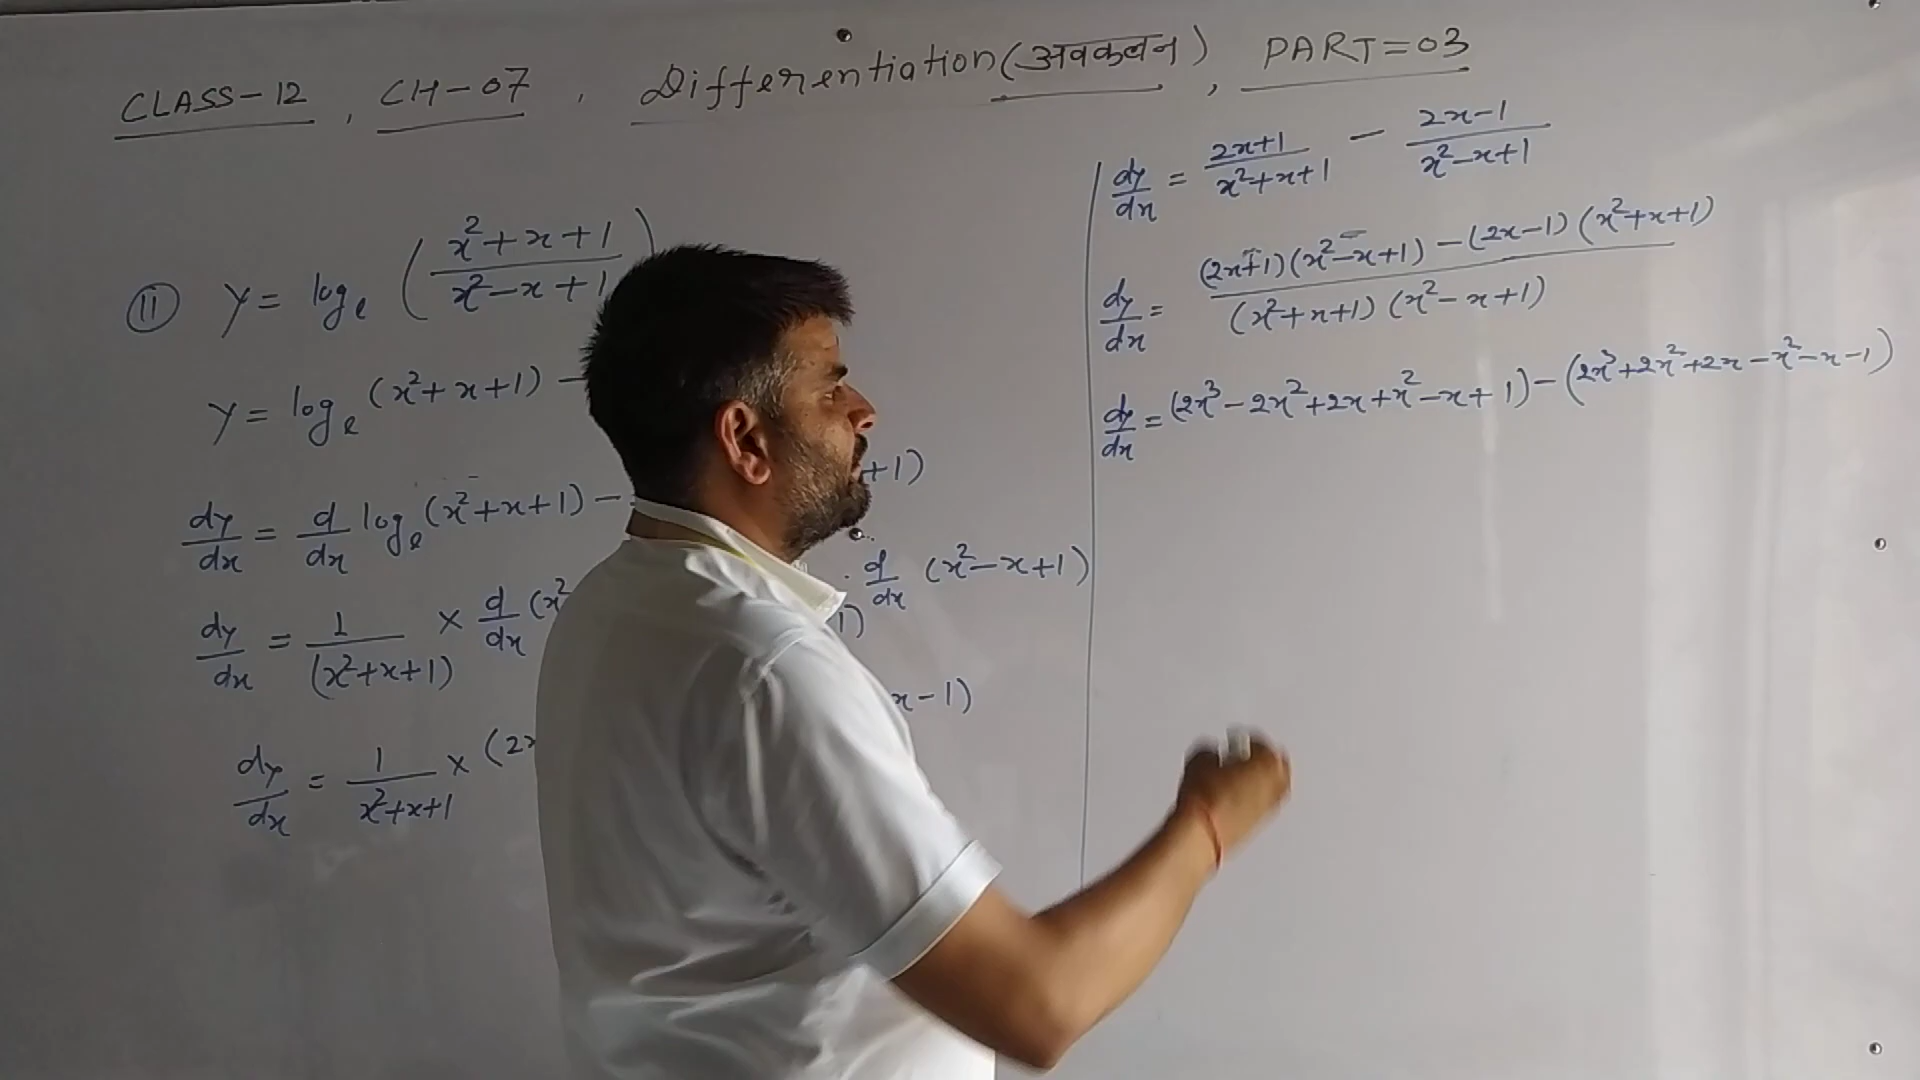 CLASS-12, CH-07, Differentiation (अवकलन), PART=03
⑪ y = logₑ ( (x²+x+1) / (x²-x+1
y = logₑ (x²+x+1) -
dy/dx = d/dx logₑ (x²+x+1) - +1)
dy/dx = 1/(x²+x+1) × d/dx (x² . d/dx (x²-x+1)
1)
dy/dx = 1/(x²+x+1) × (2x x-1)
dy/dx = (2x+1)/(x²+x+1) - (2x-1)/(x²-x+1)
dy/dx = ((2x+1)(x²-x+1) - (2x-1)(x²+x+1)) / ((x²+x+1)(x²-x+1))
dy/dx = (2x³-2x²+2x+x²-x+1) - (2x³+2x²+2x-x²-x-1)